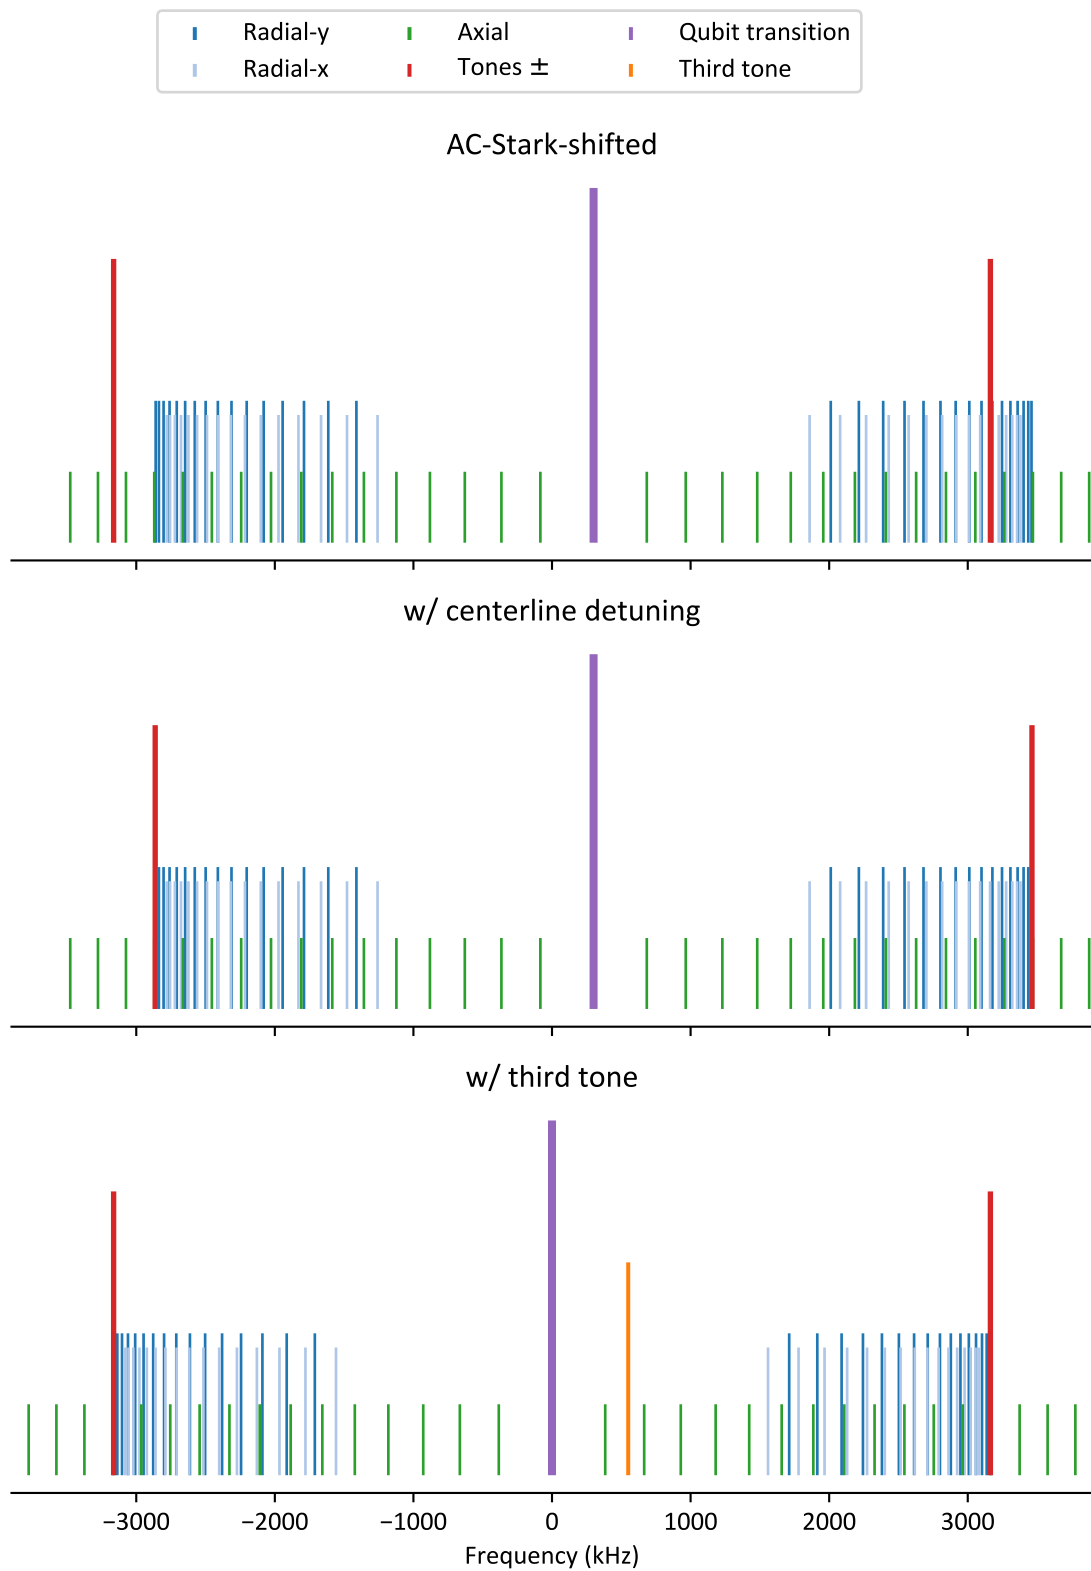 Radial-y Axial Qubit transition
Radial-x Tones ± Third tone
AC-Stark-shifted
w/ centerline detuning
w/ third tone
−3000 −2000 −1000 0 1000 2000 3000
Frequency (kHz)